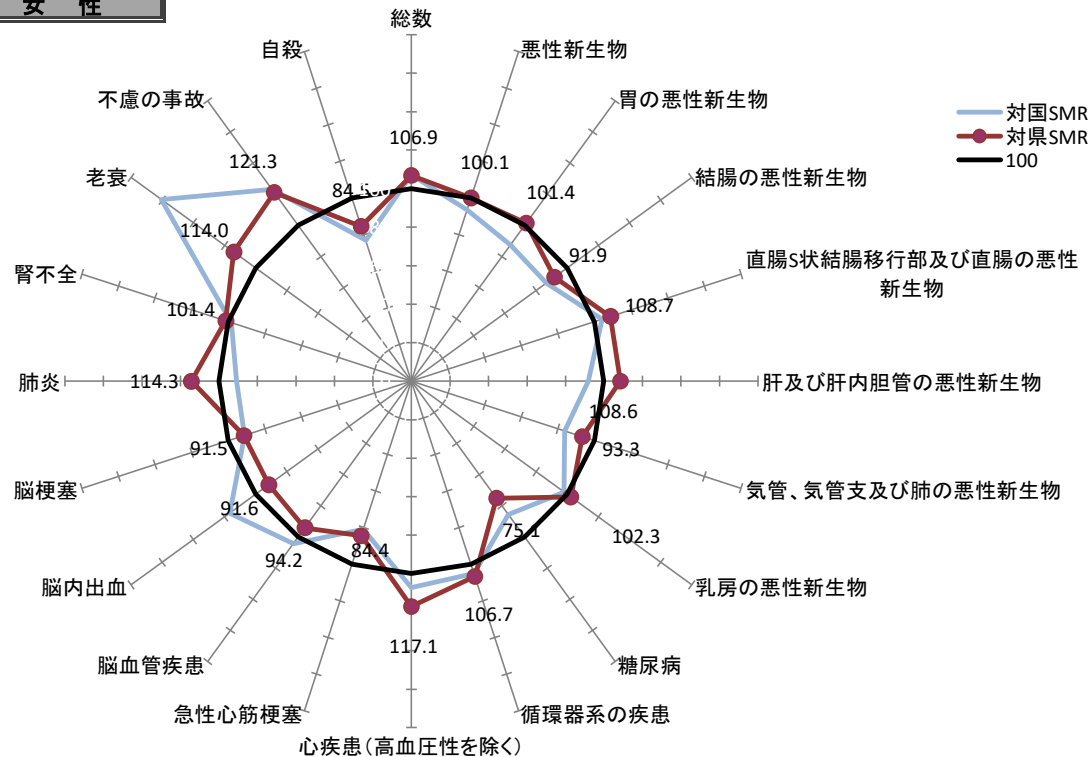 女 性
総数
悪性新生物
胃の悪性新生物
結腸の悪性新生物
直腸S状結腸移行部及び直腸の悪性
新生物
肝及び肝内胆管の悪性新生物
気管、気管支及び肺の悪性新生物
乳房の悪性新生物
糖尿病
循環器系の疾患
心疾患(高血圧性を除く)
急性心筋梗塞
脳血管疾患
脳内出血
脳梗塞
肺炎
腎不全
老衰
不慮の事故
自殺
対国SMR
対県SMR
100
106.9
100.1
101.4
91.9
108.7
108.6
93.3
102.3
75.1
106.7
117.1
84.4
94.2
91.6
91.5
114.3
101.4
114.0
121.3
84.5